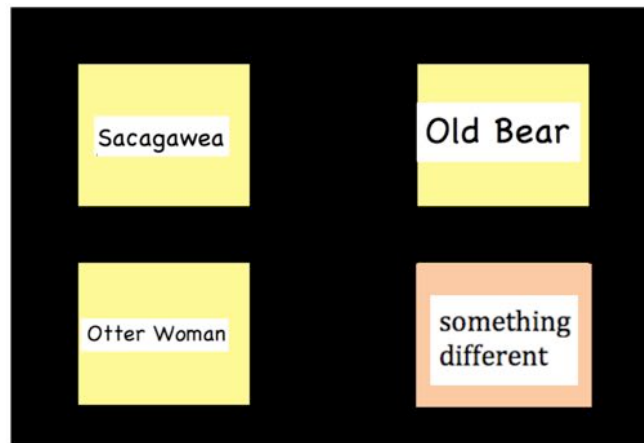 Sacagawea
Old Bear
Otter Woman
something
different